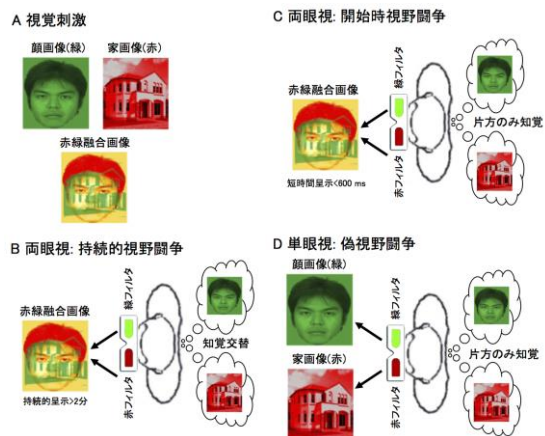 A 視覚刺激
顔画像(緑)
家画像(赤)
赤緑融合画像
B 両眼視: 持続的視野闘争
赤緑融合画像
持続的呈示>2分
緑フィルタ
赤フィルタ
知覚交替
C 両眼視: 開始時視野闘争
赤緑融合画像
短時間呈示<600 ms
緑フィルタ
赤フィルタ
片方のみ知覚
D 単眼視: 偽視野闘争
顔画像(緑)
家画像(赤)
緑フィルタ
赤フィルタ
片方のみ知覚